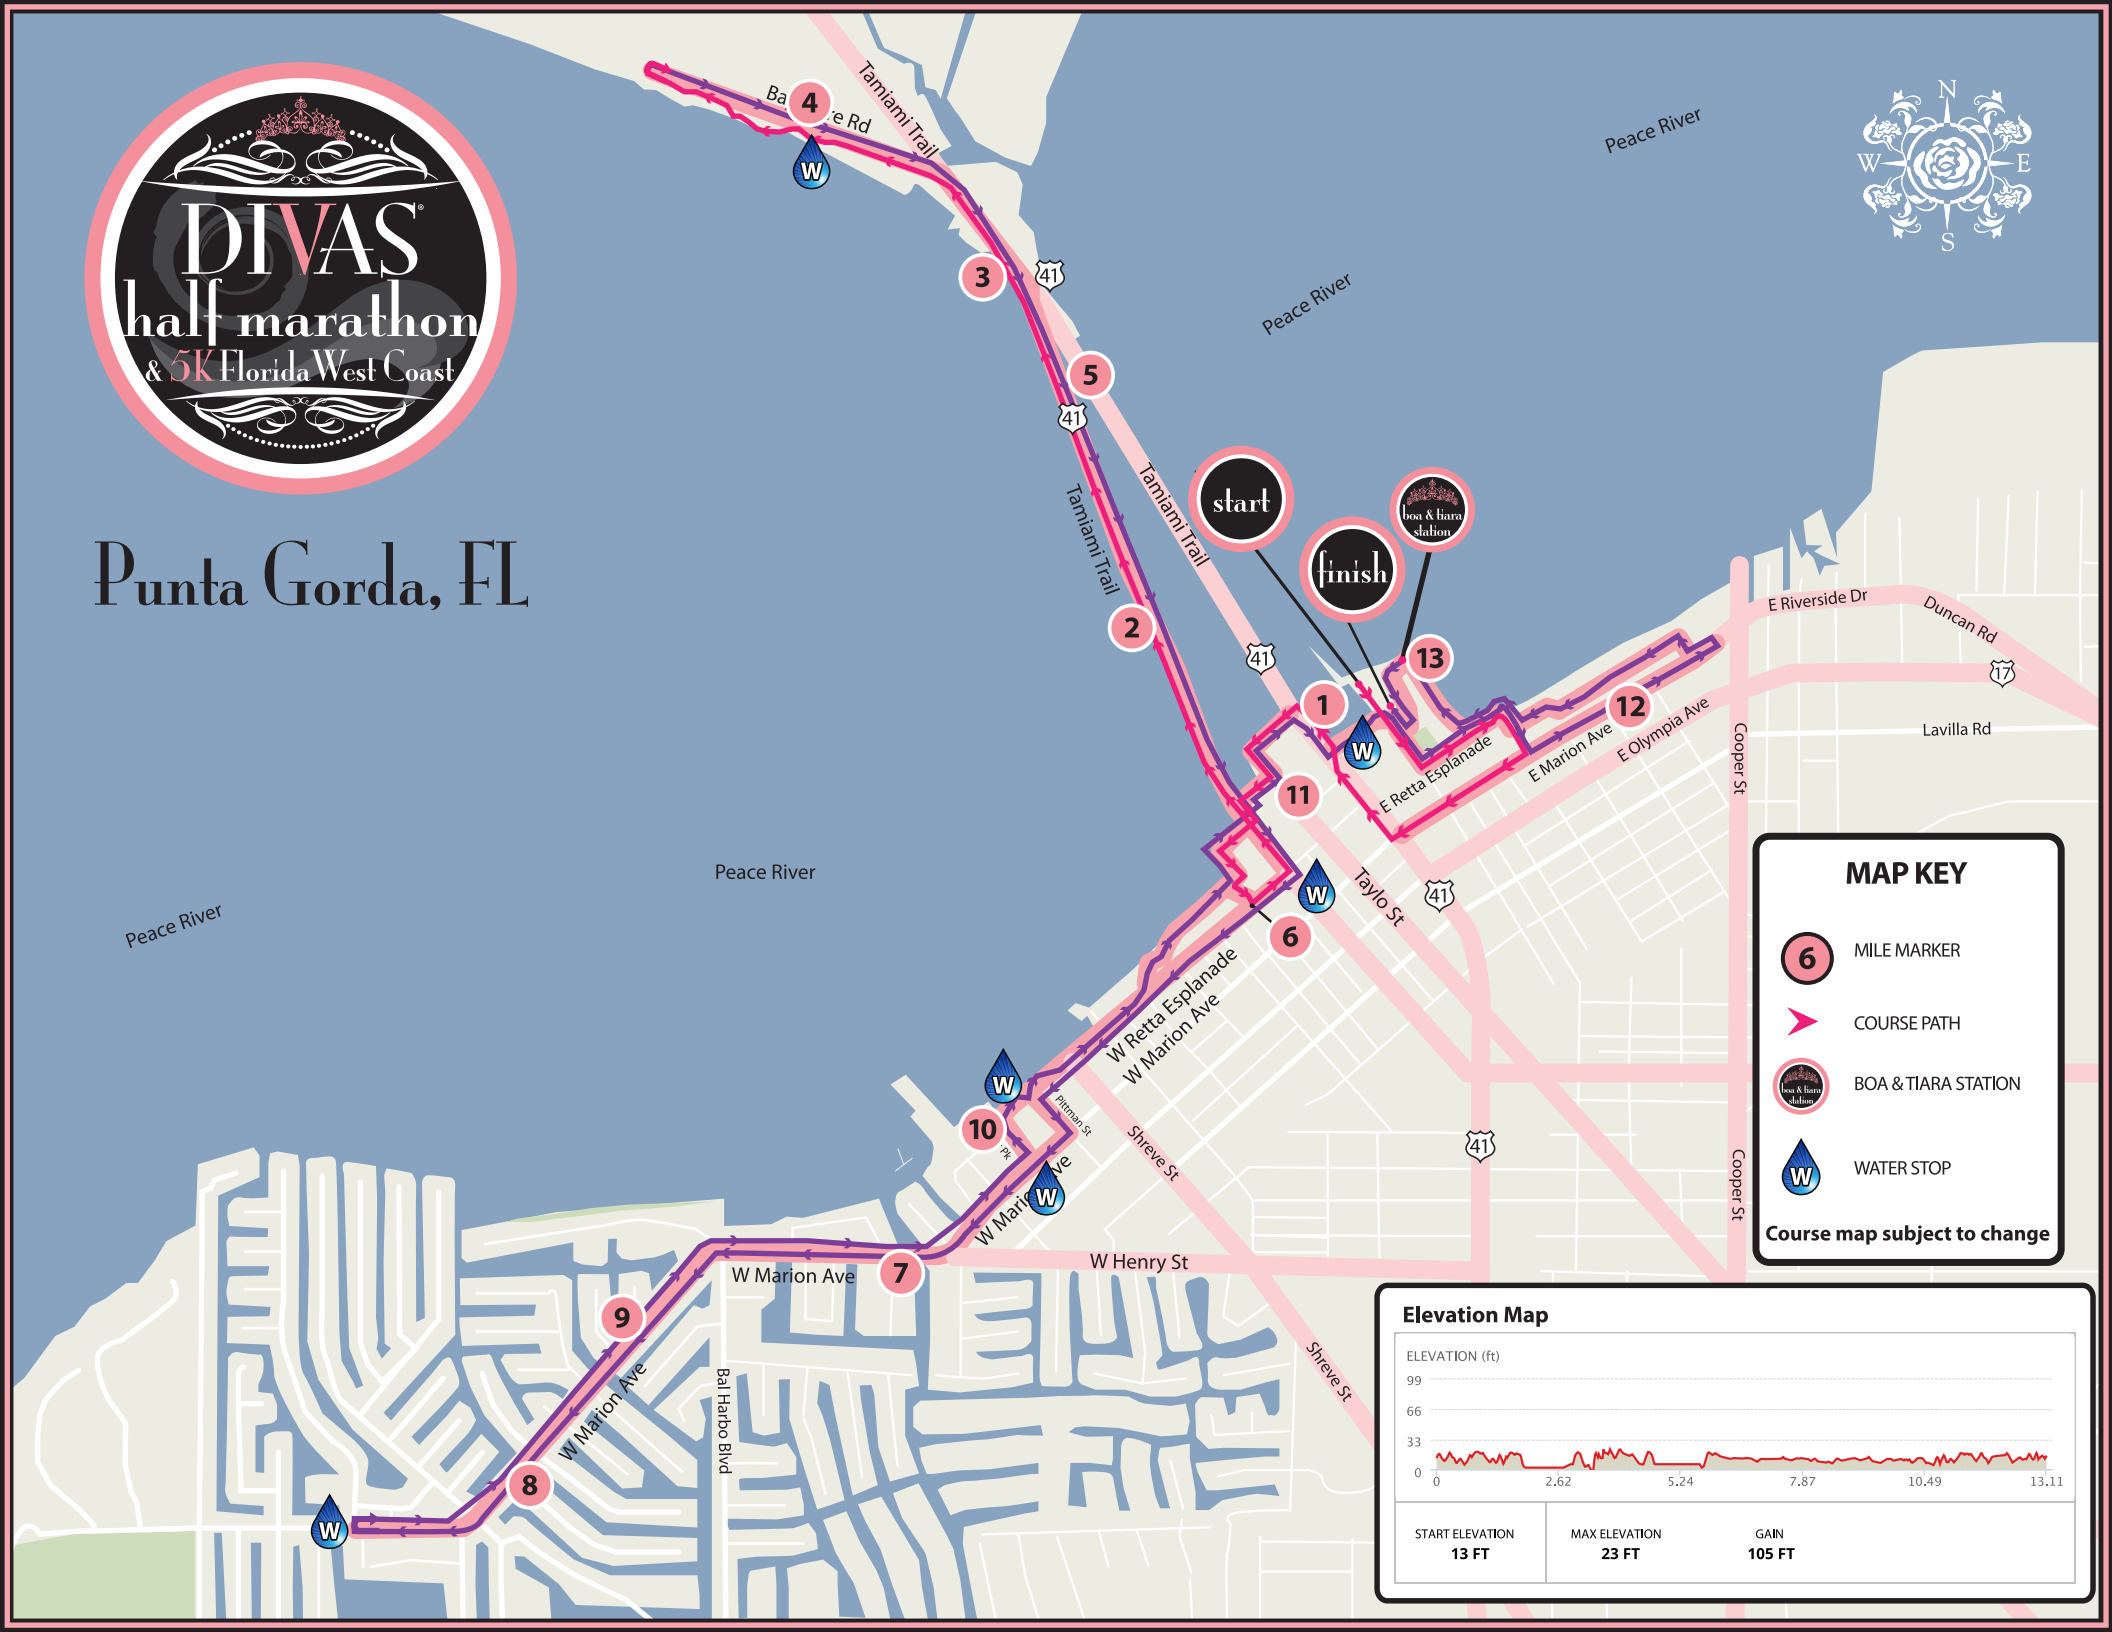 DIVAS®
half marathon
& 5K Florida West Coast
Punta Gorda, FL
N
W E
S
Peace River
Peace River
Peace River
Peace River
Tamiami Trail
4
W
3
41
5
41
Tamiami Trail
Tamiami Trail
2
start
finish
boa & tiara
station
41
13
1
W
12
11
E Riverside Dr
Duncan Rd
17
Lavilla Rd
E Retta Esplanade
E Marion Ave
E Olympia Ave
Cooper St
Taylo St
41
W
6
W Retta Esplanade
W Marion Ave
W
10
Pk
Pittman St
Shreve St
W
41
Cooper St
W Henry St
W Marion Ave
7
9
W Marion Ave
8
W
Bal Harbo Blvd
Shreve St
MAP KEY
6 MILE MARKER
COURSE PATH
boa & tiara
station
BOA & TIARA STATION
W WATER STOP
Course map subject to change
Elevation Map
ELEVATION (ft)
99
66
33
0
0 2.62 5.24 7.87 10.49 13.11
START ELEVATION MAX ELEVATION GAIN
13 FT 23 FT 105 FT